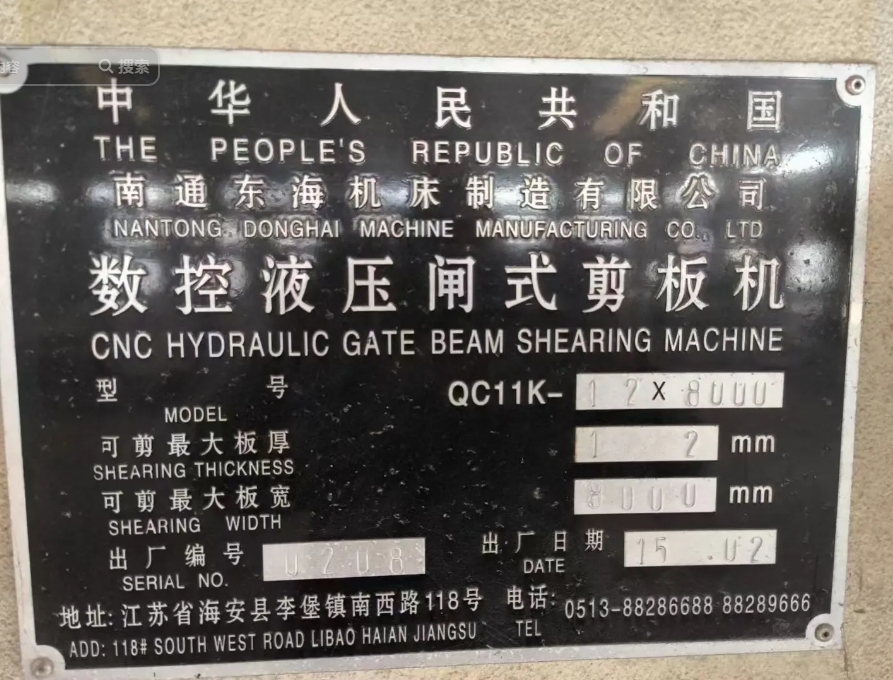 搜索
中华人民共和国
THE PEOPLE'S REPUBLIC OF CHINA
南通东海机床制造有限公司
NANTONG DONGHAI MACHINE MANUFACTURING CO., LTD
数控液压闸式剪板机
CNC HYDRAULIC GATE BEAM SHEARING MACHINE
型号 QC11K-12X8000
MODEL
可剪最大板厚 12 mm
SHEARING THICKNESS
可剪最大板宽 8000 mm
SHEARING WIDTH
出厂编号 0208 出厂日期 15.02
SERIAL NO. DATE
地址: 江苏省海安县李堡镇南西路118号 电话: 0513-88286688 88289666
ADD: 118# SOUTH WEST ROAD LIBAO HAIAN JIANGSU TEL